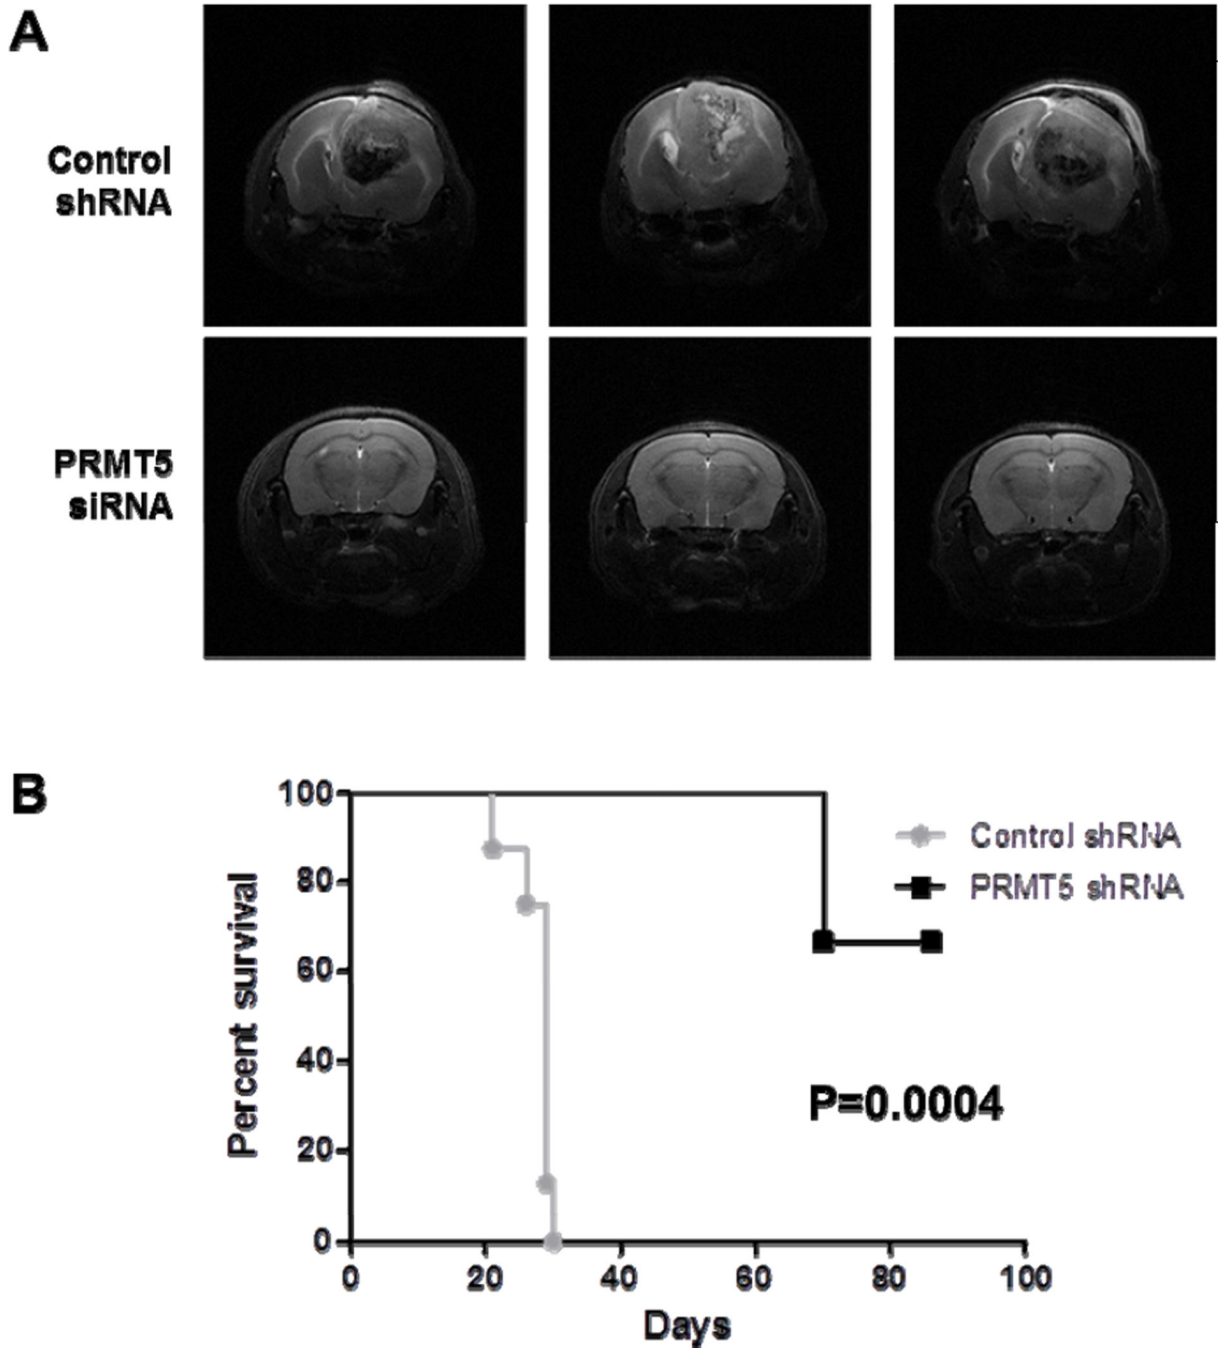 A
Control
shRNA
PRMT5
siRNA
B
100
80
60
40
20
0
Percent survival
Control shRNA
PRMT5 shRNA
P=0.0004
0 20 40 60 80 100
Days